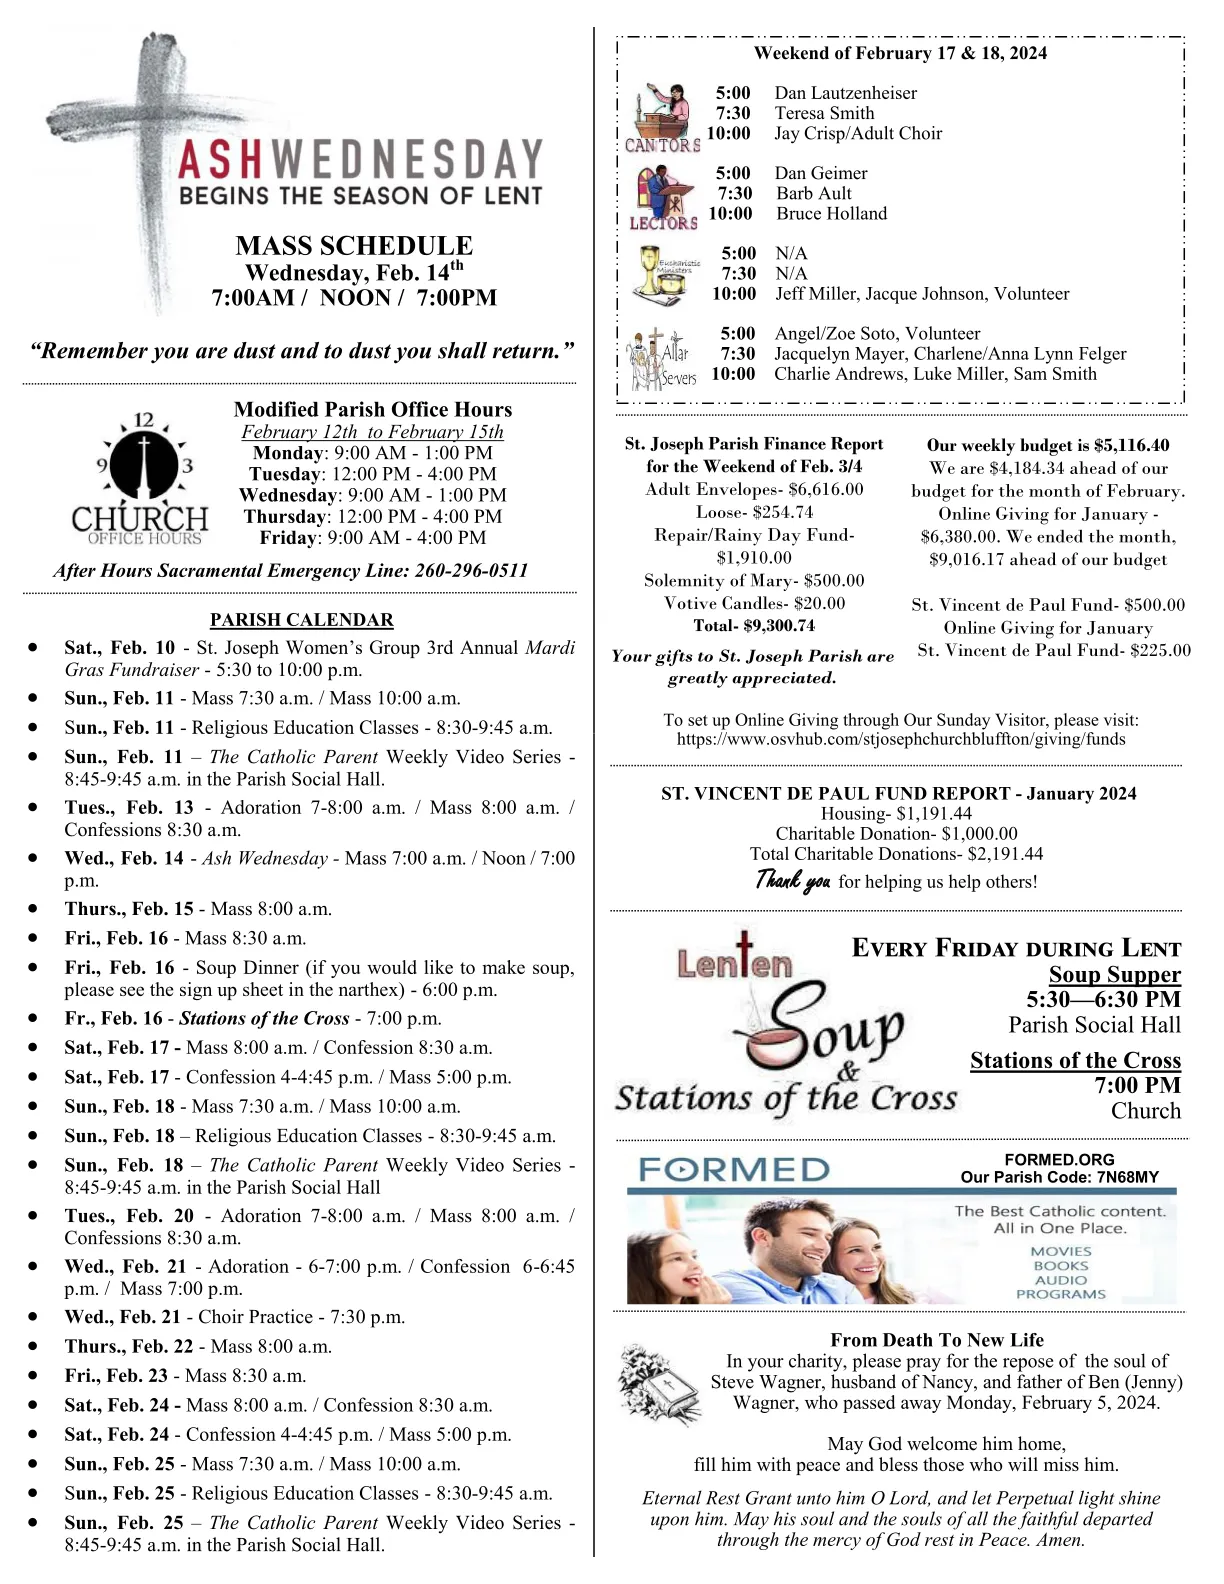 ASHWEDNESDAY
BEGINS THE SEASON OF LENT
MASS SCHEDULE
Wednesday, Feb. 14th
7:00AM / NOON / 7:00PM
“Remember you are dust and to dust you shall return.”
12
9
3
CHURCH
OFFICE HOURS
Modified Parish Office Hours
February 12th to February 15th
Monday: 9:00 AM - 1:00 PM
Tuesday: 12:00 PM - 4:00 PM
Wednesday: 9:00 AM - 1:00 PM
Thursday: 12:00 PM - 4:00 PM
Friday: 9:00 AM - 4:00 PM
After Hours Sacramental Emergency Line: 260-296-0511
PARISH CALENDAR
• Sat., Feb. 10 - St. Joseph Women’s Group 3rd Annual Mardi
Gras Fundraiser - 5:30 to 10:00 p.m.
• Sun., Feb. 11 - Mass 7:30 a.m. / Mass 10:00 a.m.
• Sun., Feb. 11 - Religious Education Classes - 8:30-9:45 a.m.
• Sun., Feb. 11 – The Catholic Parent Weekly Video Series -
8:45-9:45 a.m. in the Parish Social Hall.
• Tues., Feb. 13 - Adoration 7-8:00 a.m. / Mass 8:00 a.m. /
Confessions 8:30 a.m.
• Wed., Feb. 14 - Ash Wednesday - Mass 7:00 a.m. / Noon / 7:00
p.m.
• Thurs., Feb. 15 - Mass 8:00 a.m.
• Fri., Feb. 16 - Mass 8:30 a.m.
• Fri., Feb. 16 - Soup Dinner (if you would like to make soup,
please see the sign up sheet in the narthex) - 6:00 p.m.
• Fr., Feb. 16 - Stations of the Cross - 7:00 p.m.
• Sat., Feb. 17 - Mass 8:00 a.m. / Confession 8:30 a.m.
• Sat., Feb. 17 - Confession 4-4:45 p.m. / Mass 5:00 p.m.
• Sun., Feb. 18 - Mass 7:30 a.m. / Mass 10:00 a.m.
• Sun., Feb. 18 – Religious Education Classes - 8:30-9:45 a.m.
• Sun., Feb. 18 – The Catholic Parent Weekly Video Series -
8:45-9:45 a.m. in the Parish Social Hall
• Tues., Feb. 20 - Adoration 7-8:00 a.m. / Mass 8:00 a.m. /
Confessions 8:30 a.m.
• Wed., Feb. 21 - Adoration - 6-7:00 p.m. / Confession 6-6:45
p.m. / Mass 7:00 p.m.
• Wed., Feb. 21 - Choir Practice - 7:30 p.m.
• Thurs., Feb. 22 - Mass 8:00 a.m.
• Fri., Feb. 23 - Mass 8:30 a.m.
• Sat., Feb. 24 - Mass 8:00 a.m. / Confession 8:30 a.m.
• Sat., Feb. 24 - Confession 4-4:45 p.m. / Mass 5:00 p.m.
• Sun., Feb. 25 - Mass 7:30 a.m. / Mass 10:00 a.m.
• Sun., Feb. 25 - Religious Education Classes - 8:30-9:45 a.m.
• Sun., Feb. 25 – The Catholic Parent Weekly Video Series -
8:45-9:45 a.m. in the Parish Social Hall.
Weekend of February 17 & 18, 2024
CANTORS
5:00 Dan Lautzenheiser
7:30 Teresa Smith
10:00 Jay Crisp/Adult Choir
LECTORS
5:00 Dan Geimer
7:30 Barb Ault
10:00 Bruce Holland
Eucharistic
Ministers
5:00 N/A
7:30 N/A
10:00 Jeff Miller, Jacque Johnson, Volunteer
Altar
Servers
5:00 Angel/Zoe Soto, Volunteer
7:30 Jacquelyn Mayer, Charlene/Anna Lynn Felger
10:00 Charlie Andrews, Luke Miller, Sam Smith
St. Joseph Parish Finance Report
for the Weekend of Feb. 3/4
Adult Envelopes- $6,616.00
Loose- $254.74
Repair/Rainy Day Fund-
$1,910.00
Solemnity of Mary- $500.00
Votive Candles- $20.00
Total- $9,300.74
Your gifts to St. Joseph Parish are
greatly appreciated.
Our weekly budget is $5,116.40
We are $4,184.34 ahead of our
budget for the month of February.
Online Giving for January -
$6,380.00. We ended the month,
$9,016.17 ahead of our budget
St. Vincent de Paul Fund- $500.00
Online Giving for January
St. Vincent de Paul Fund- $225.00
To set up Online Giving through Our Sunday Visitor, please visit:
https://www.osvhub.com/stjosephchurchbluffton/giving/funds
ST. VINCENT DE PAUL FUND REPORT - January 2024
Housing- $1,191.44
Charitable Donation- $1,000.00
Total Charitable Donations- $2,191.44
Thank you for helping us help others!
Lenten
Soup
&
Stations of the Cross
EVERY FRIDAY DURING LENT
Soup Supper
5:30—6:30 PM
Parish Social Hall
Stations of the Cross
7:00 PM
Church
FORMED
FORMED.ORG
Our Parish Code: 7N68MY
The Best Catholic content.
All in One Place.
MOVIES
BOOKS
AUDIO
PROGRAMS
From Death To New Life
In your charity, please pray for the repose of the soul of
Steve Wagner, husband of Nancy, and father of Ben (Jenny)
Wagner, who passed away Monday, February 5, 2024.
May God welcome him home,
fill him with peace and bless those who will miss him.
Eternal Rest Grant unto him O Lord, and let Perpetual light shine
upon him. May his soul and the souls of all the faithful departed
through the mercy of God rest in Peace. Amen.